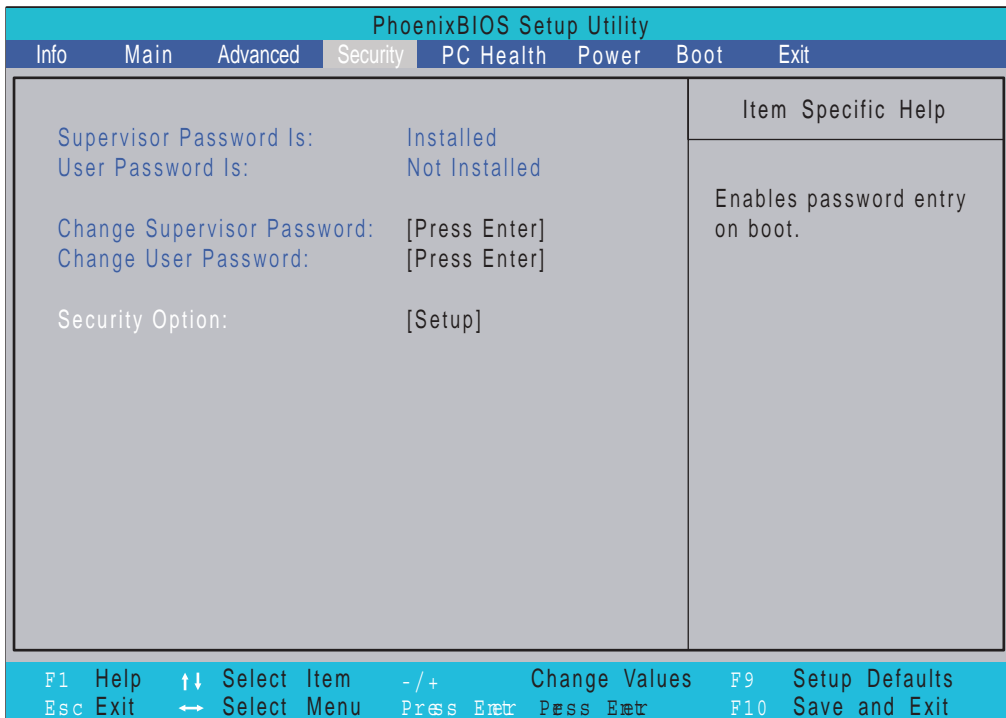 PhoenixBIOS Setup Utility
Info Main Advanced Security PC Health Power Boot Exit
Item Specific Help
Supervisor Password Is: Installed
User Password Is: Not Installed
Enables password entry
on boot.
Change Supervisor Password: [Press Enter]
Change User Password: [Press Enter]
Security Option: [Setup]
F1 Help ↑↓ Select Item -/+ Change Values F9 Setup Defaults
Esc Exit ↔ Select Menu F10 Save and Exit